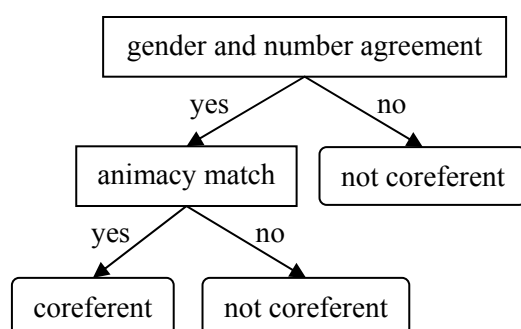 gender and number agreement
yes
no
animacy match
not coreferent
yes
no
coreferent
not coreferent